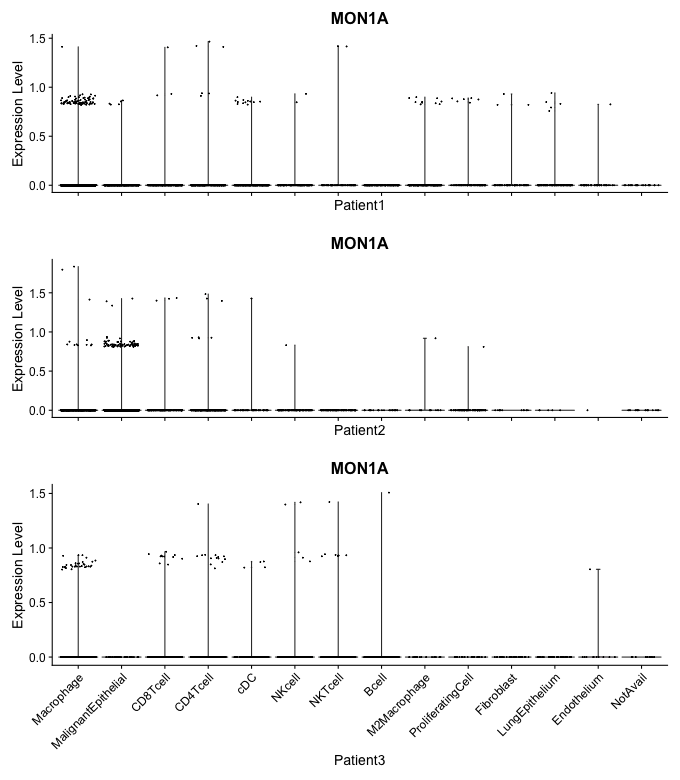 MON1A
Expression Level
1.5
1.0
0.5
0.0
Patient1
MON1A
Expression Level
1.5
1.0
0.5
0.0
Patient2
MON1A
Expression Level
1.5
1.0
0.5
0.0
Macrophage
MalignantEpithelial
CD8Tcell
CD4Tcell
cDC
NKcell
NKTcell
Bcell
M2Macrophage
ProliferatingCell
Fibroblast
LungEpithelium
Endothelium
NotAvail
Patient3